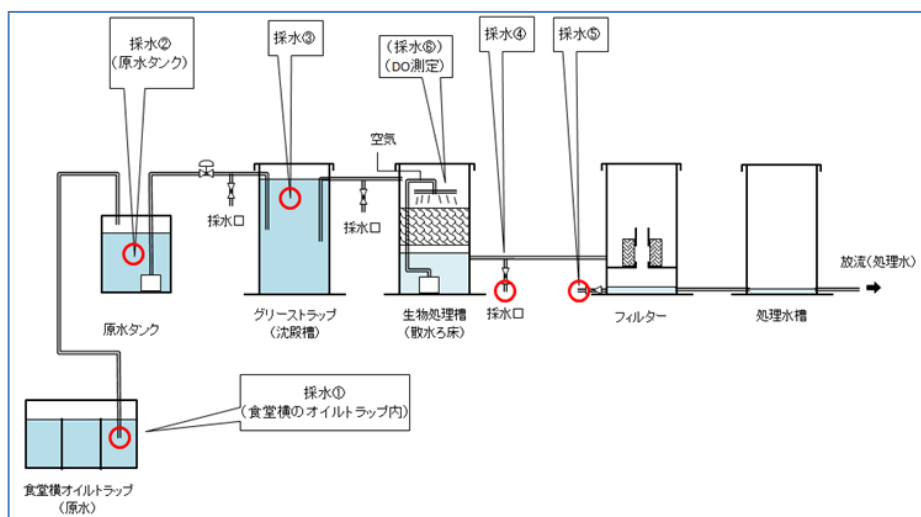 採水②
(原水タンク)
採水③
(採水⑥)
(DO測定)
採水④
採水⑤
空気
採水口
採水口
採水口
放流(処理水)
原水タンク
グリーストラップ
(沈殿槽)
生物処理槽
(散水ろ床)
フィルター
処理水槽
採水①
(食堂横のオイルトラップ内)
食堂横オイルトラップ
(原水)